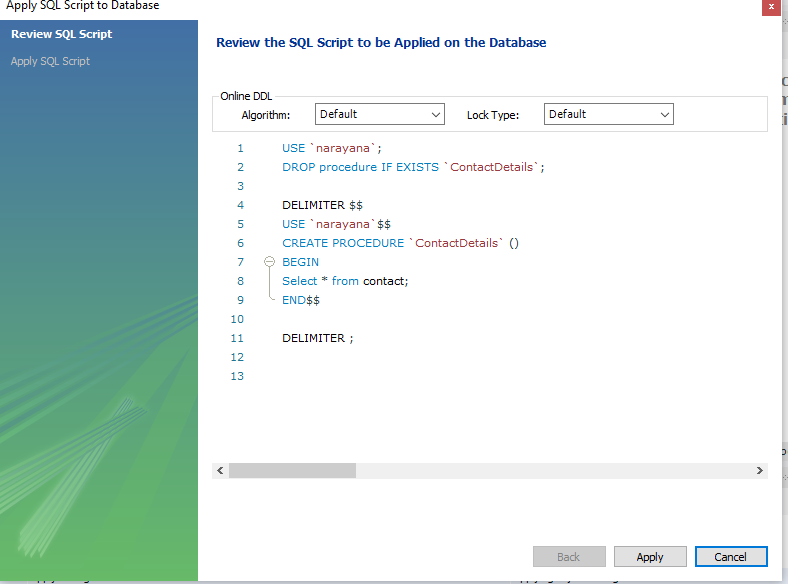 Apply SQL Script to Database
x
Review SQL Script
Apply SQL Script
Review the SQL Script to be Applied on the Database
Online DDL
Algorithm: Default Lock Type: Default
1 USE `narayana`;
2 DROP procedure IF EXISTS `ContactDetails`;
3
4 DELIMITER $$
5 USE `narayana`$$
6 CREATE PROCEDURE `ContactDetails` ()
7 BEGIN
8 Select * from contact;
9 END$$
10
11 DELIMITER ;
12
13
Back Apply Cancel